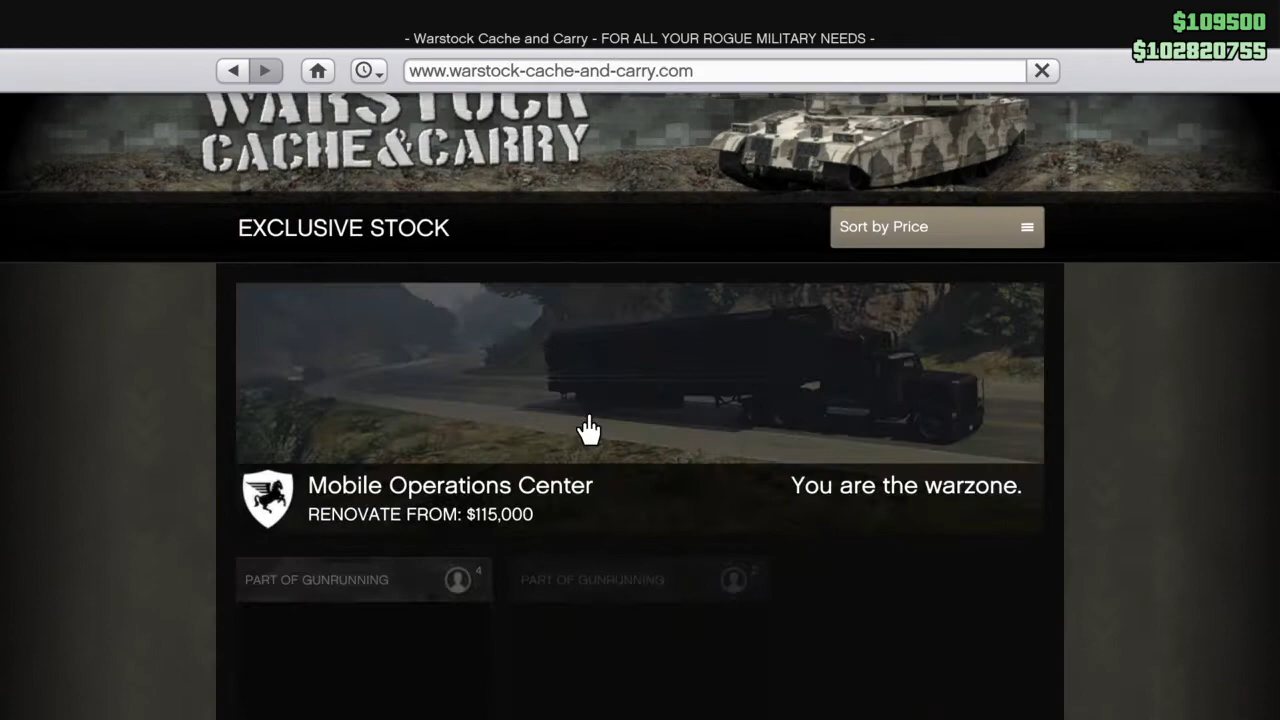 $109500
- Warstock Cache and Carry - FOR ALL YOUR ROGUE MILITARY NEEDS -
$102820755
www.warstock-cache-and-carry.com
WARSTOCK
CACHE&CARRY
EXCLUSIVE STOCK
Sort by Price
Mobile Operations Center
You are the warzone.
RENOVATE FROM: $115,000
PART OF GUNRUNNING
4
PART OF GUNRUNNING